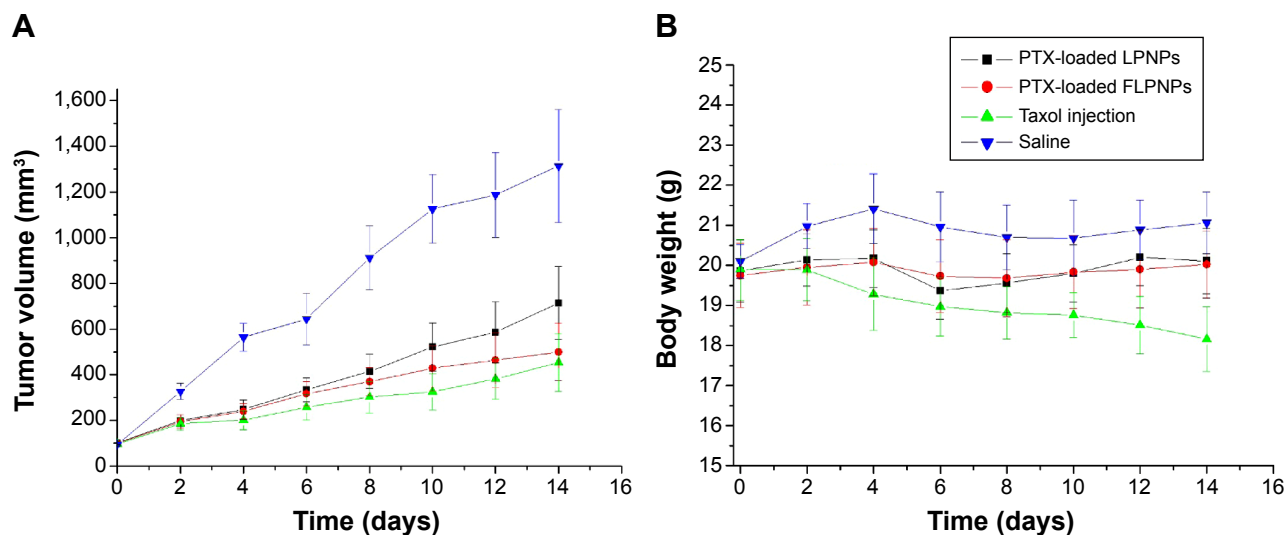 A
Tumor volume (mm³)
1,600
1,400
1,200
1,000
800
600
400
200
0
0 2 4 6 8 10 12 14 16
Time (days)
B
PTX-loaded LPNPs
PTX-loaded FLPNPs
Taxol injection
Saline
Body weight (g)
25
24
23
22
21
20
19
18
17
16
15
0 2 4 6 8 10 12 14 16
Time (days)